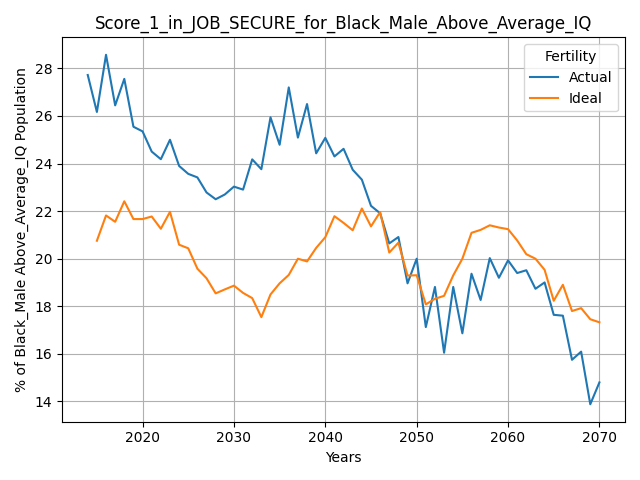 Score_1_in_JOB_SECURE_for_Black_Male_Above_Average_IQ
Fertility
Actual
Ideal
% of Black_Male Above_Average_IQ Population
28
26
24
22
20
18
16
14
2020 2030 2040 2050 2060 2070
Years